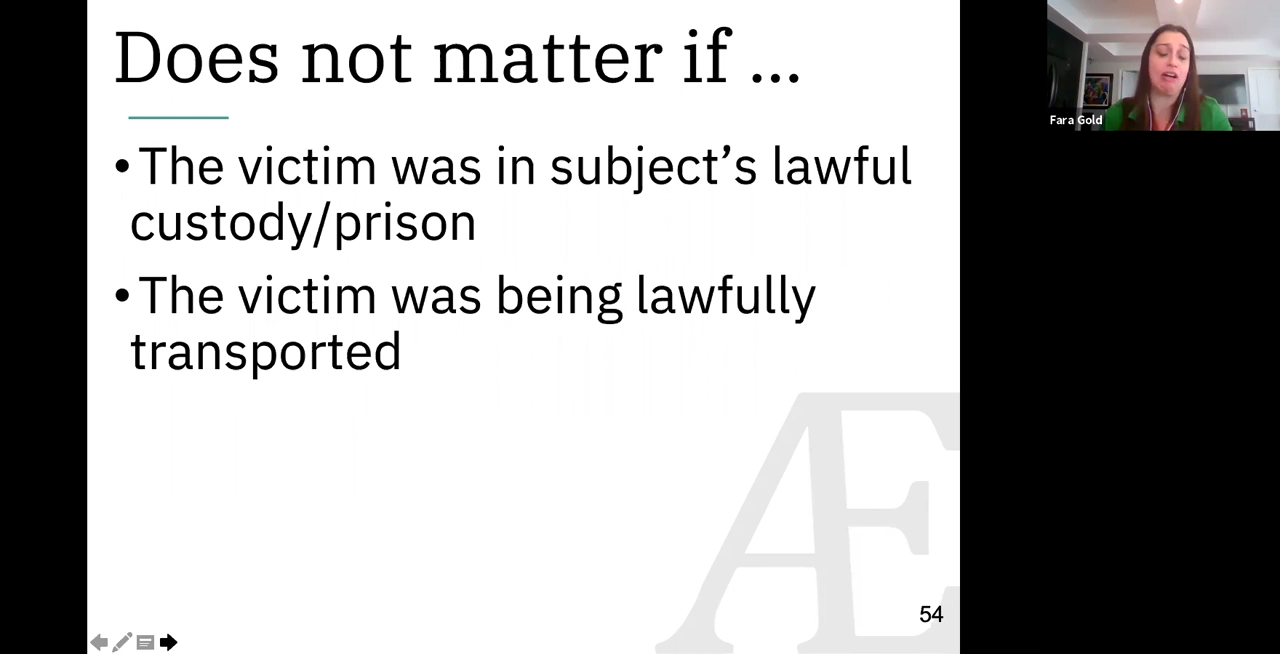 Does not matter if ...
• The victim was in subject’s lawful
custody/prison
• The victim was being lawfully
transported
Æ
54
Fara Gold